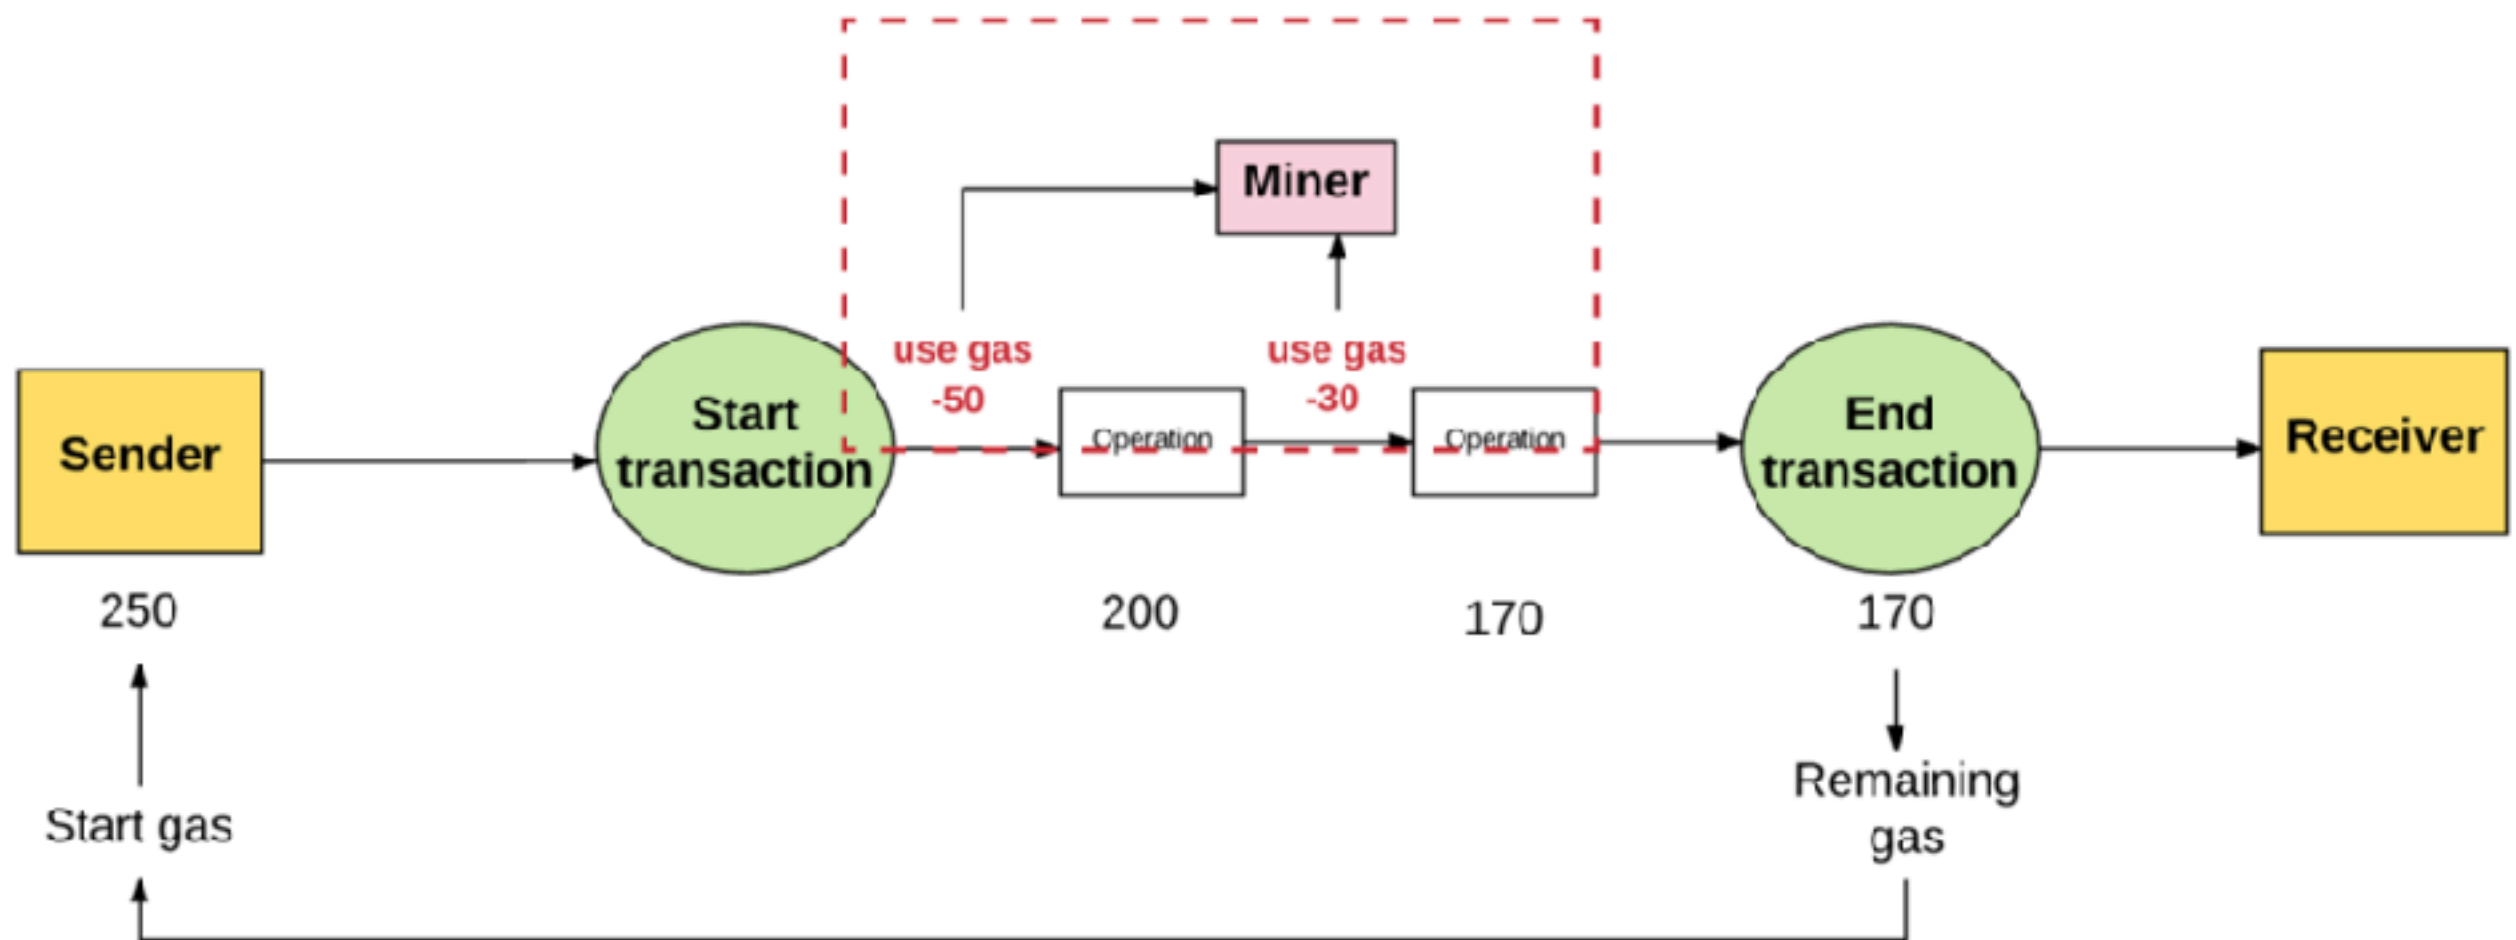 Miner
use gas
-50
use gas
-30
Sender
Start
transaction
Operation
Operation
End
transaction
Receiver
250
200
170
170
Start gas
Remaining
gas